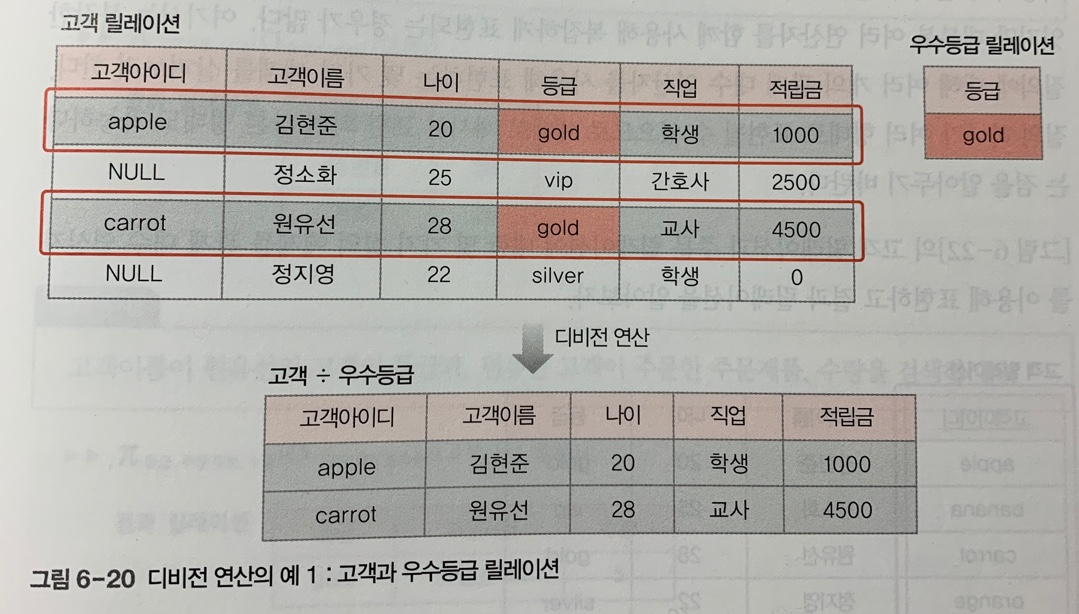 고객 릴레이션
우수등급 릴레이션
고객아이디 고객이름 나이 등급 직업 적립금
apple 김현준 20 gold 학생 1000
NULL 정소화 25 vip 간호사 2500
carrot 원유선 28 gold 교사 4500
NULL 정지영 22 silver 학생 0
등급
gold
디비전 연산
고객 ÷ 우수등급
고객아이디 고객이름 나이 직업 적립금
apple 김현준 20 학생 1000
carrot 원유선 28 교사 4500
그림 6-20 디비전 연산의 예 1 : 고객과 우수등급 릴레이션